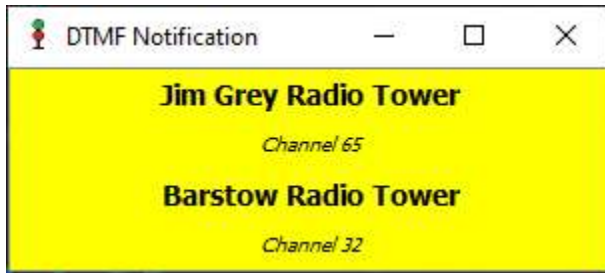 DTMF Notification
Jim Grey Radio Tower
Channel 65
Barstow Radio Tower
Channel 32